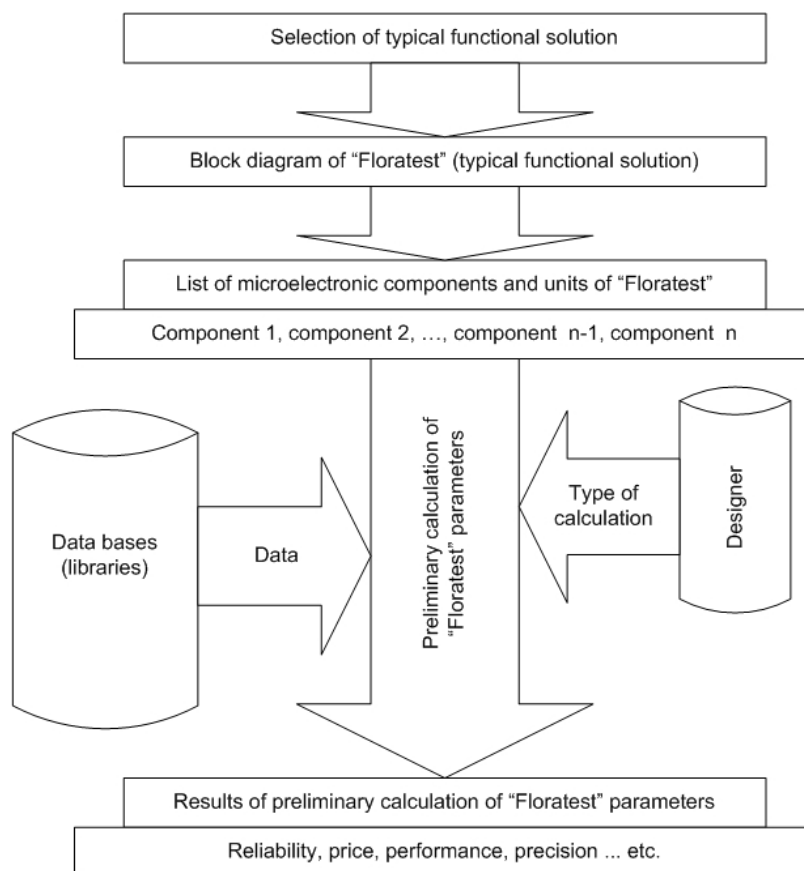 Selection of typical functional solution
Block diagram of “Floratest” (typical functional solution)
List of microelectronic components and units of “Floratest”
Component 1, component 2, …, component n-1, component n
Data bases
(libraries)
Data
Preliminary calculation of
“Floratest” parameters
Type of
calculation
Designer
Results of preliminary calculation of “Floratest” parameters
Reliability, price, performance, precision ... etc.